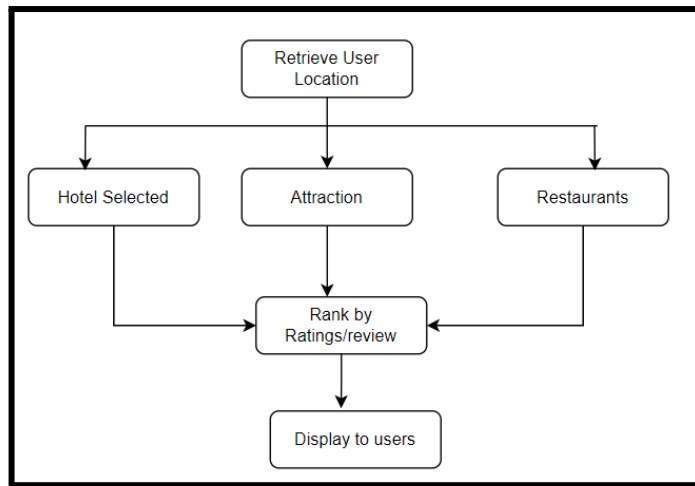 Retrieve User
Location
Hotel Selected
Attraction
Restaurants
Rank by
Ratings/review
Display to users